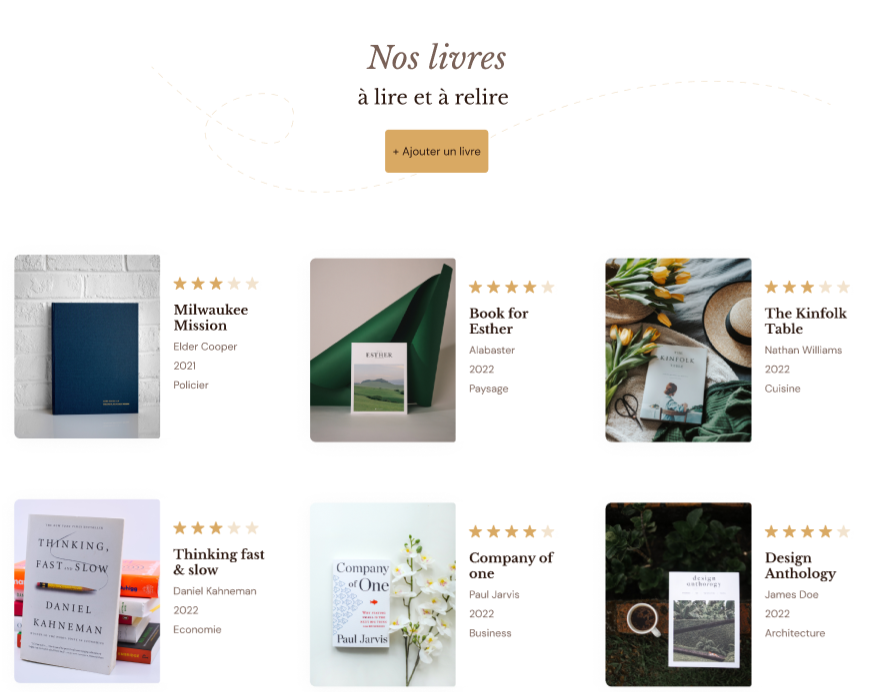 Nos livres
à lire et à relire
+ Ajouter un livre
Milwaukee
Mission
Elder Cooper
2021
Policier
ESTHER
Book for
Esther
Alabaster
2022
Paysage
THE
KINFOLK
TABLE
The Kinfolk
Table
Nathan Williams
2022
Cuisine
THINKING,
FAST AND SLOW
DANIEL
KAHNEMAN
Thinking fast
& slow
Daniel Kahneman
2022
Economie
Company
of One
Paul Jarvis
Company of
one
Paul Jarvis
2022
Business
design
anthology
Design
Anthology
James Doe
2022
Architecture